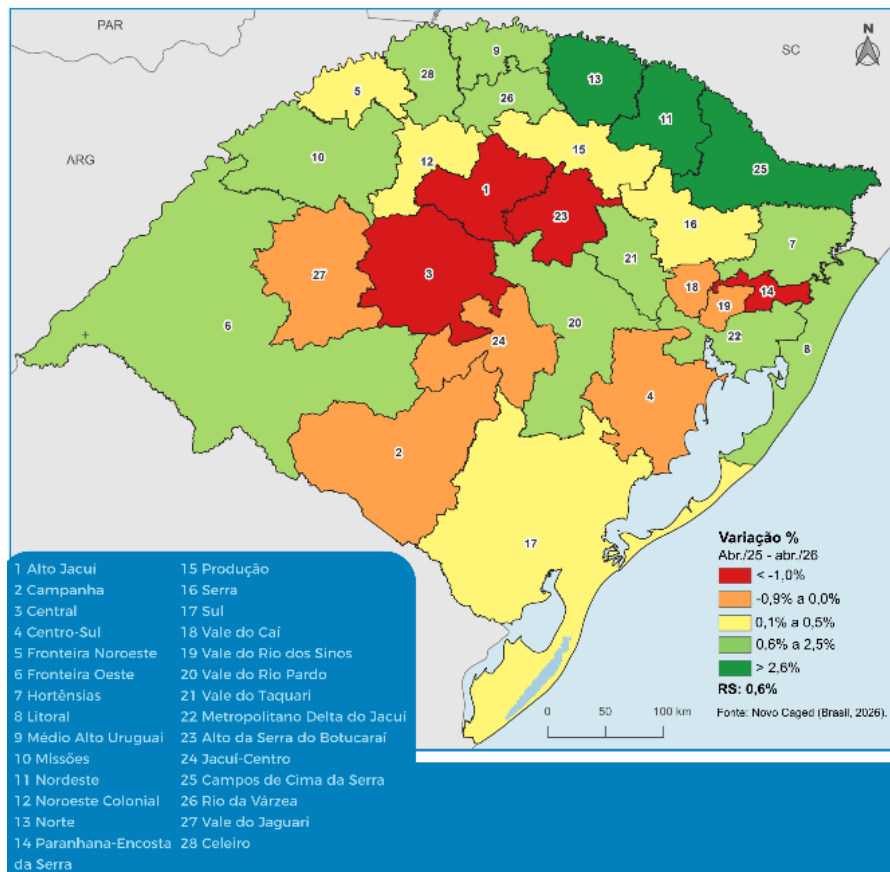 PAR
N
SC
9
28
13
5
26
11
15
ARG
10
12
25
1
23
16
7
21
27
3
18
14
19
6
20
22
24
8
4
2
17
Variação %
Abr./25 - abr./26
< -1,0%
-0,9% a 0,0%
0,1% a 0,5%
0,6% a 2,5%
> 2,6%
RS: 0,6%
0 50 100 km
Fonte: Novo Caged (Brasil, 2026).
1 Alto Jacuí
2 Campanha
3 Central
4 Centro-Sul
5 Fronteira Noroeste
6 Fronteira Oeste
7 Hortênsias
8 Litoral
9 Médio Alto Uruguai
10 Missões
11 Nordeste
12 Noroeste Colonial
13 Norte
14 Paranhana-Encosta
da Serra
15 Produção
16 Serra
17 Sul
18 Vale do Caí
19 Vale do Rio dos Sinos
20 Vale do Rio Pardo
21 Vale do Taquari
22 Metropolitano Delta do Jacuí
23 Alto da Serra do Botucaraí
24 Jacuí-Centro
25 Campos de Cima da Serra
26 Rio da Várzea
27 Vale do Jaguari
28 Celeiro